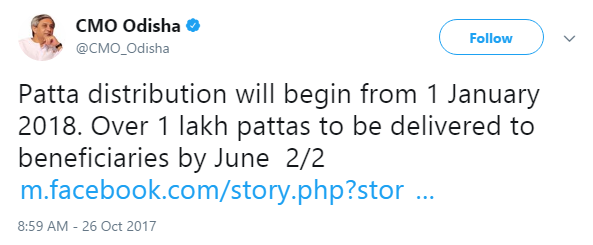 CMO Odisha
@CMO_Odisha
Follow
Patta distribution will begin from 1 January
2018. Over 1 lakh pattas to be delivered to
beneficiaries by June  2/2
m.facebook.com/story.php?stor ...
8:59 AM - 26 Oct 2017